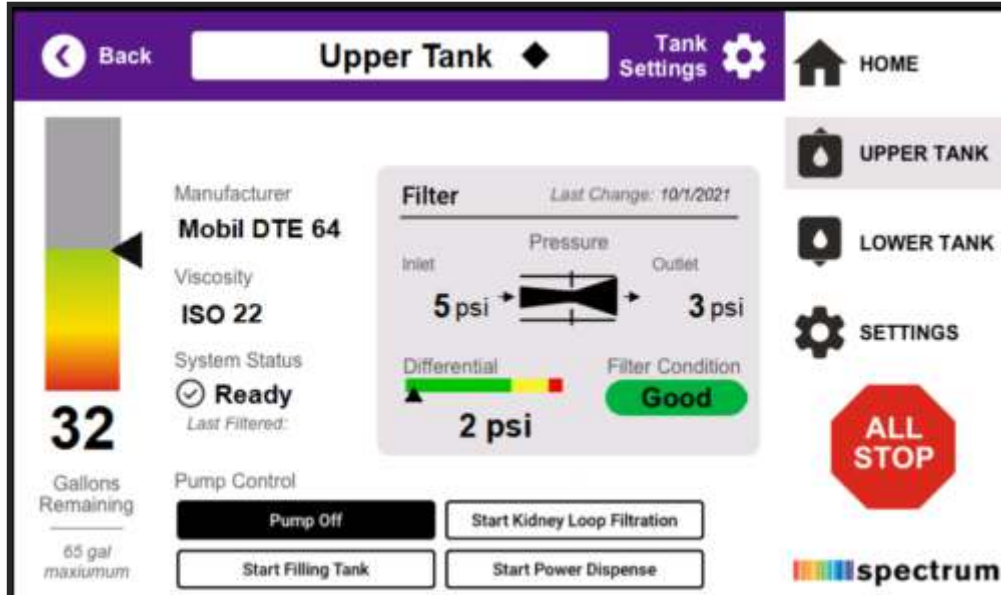 Back
Upper Tank
Tank
Settings
HOME
UPPER TANK
LOWER TANK
SETTINGS
ALL
STOP
spectrum
32
Gallons
Remaining
65 gal
maxiumum
Manufacturer
Mobil DTE 64
Viscosity
ISO 22
System Status
Ready
Last Filtered:
Filter
Last Change: 10/1/2021
Pressure
Inlet
Outlet
5 psi
3 psi
Differential
Filter Condition
Good
2 psi
Pump Control
Pump Off
Start Kidney Loop Filtration
Start Filling Tank
Start Power Dispense